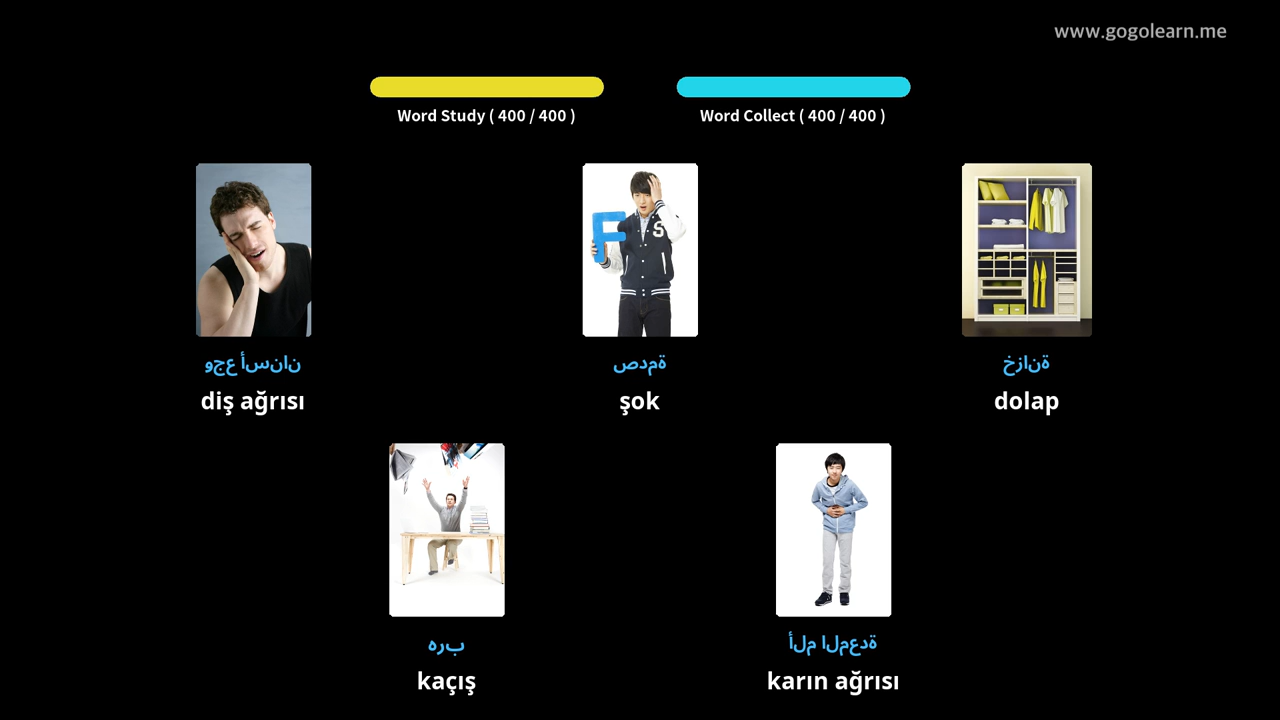 www.gogolearn.me
Word Study ( 400 / 400 )
Word Collect ( 400 / 400 )
وجع أسنان
صدمة
خزانة
diş ağrısı
şok
dolap
هرب
ألم المعدة
kaçış
karın ağrısı